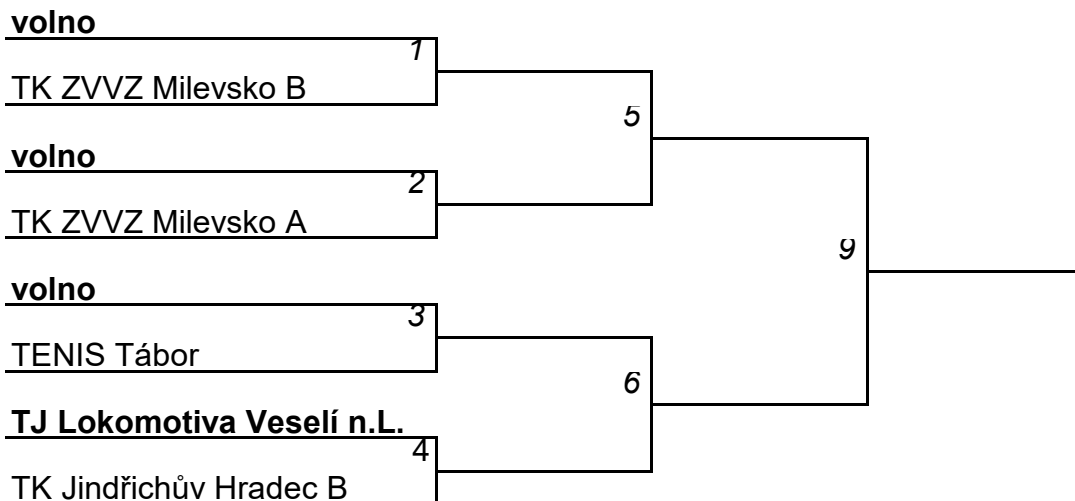 volno
1
TK ZVVZ Milevsko B
5
volno
2
TK ZVVZ Milevsko A
9
volno
3
TENIS Tábor
6
TJ Lokomotiva Veselí n.L.
4
TK Jindřichův Hradec B